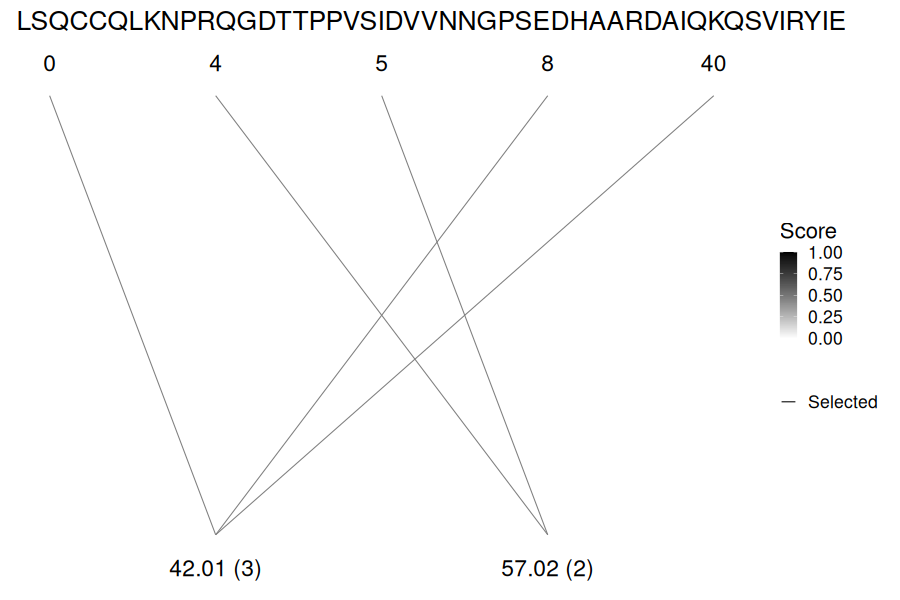 LSQCCQLKNPRQGDTTPPVSIDVVNNGPSEDHAARDAIQKQSVIRYIE
0 4 5 8 40
Score
1.00
0.75
0.50
0.25
0.00
Selected
42.01 (3) 57.02 (2)